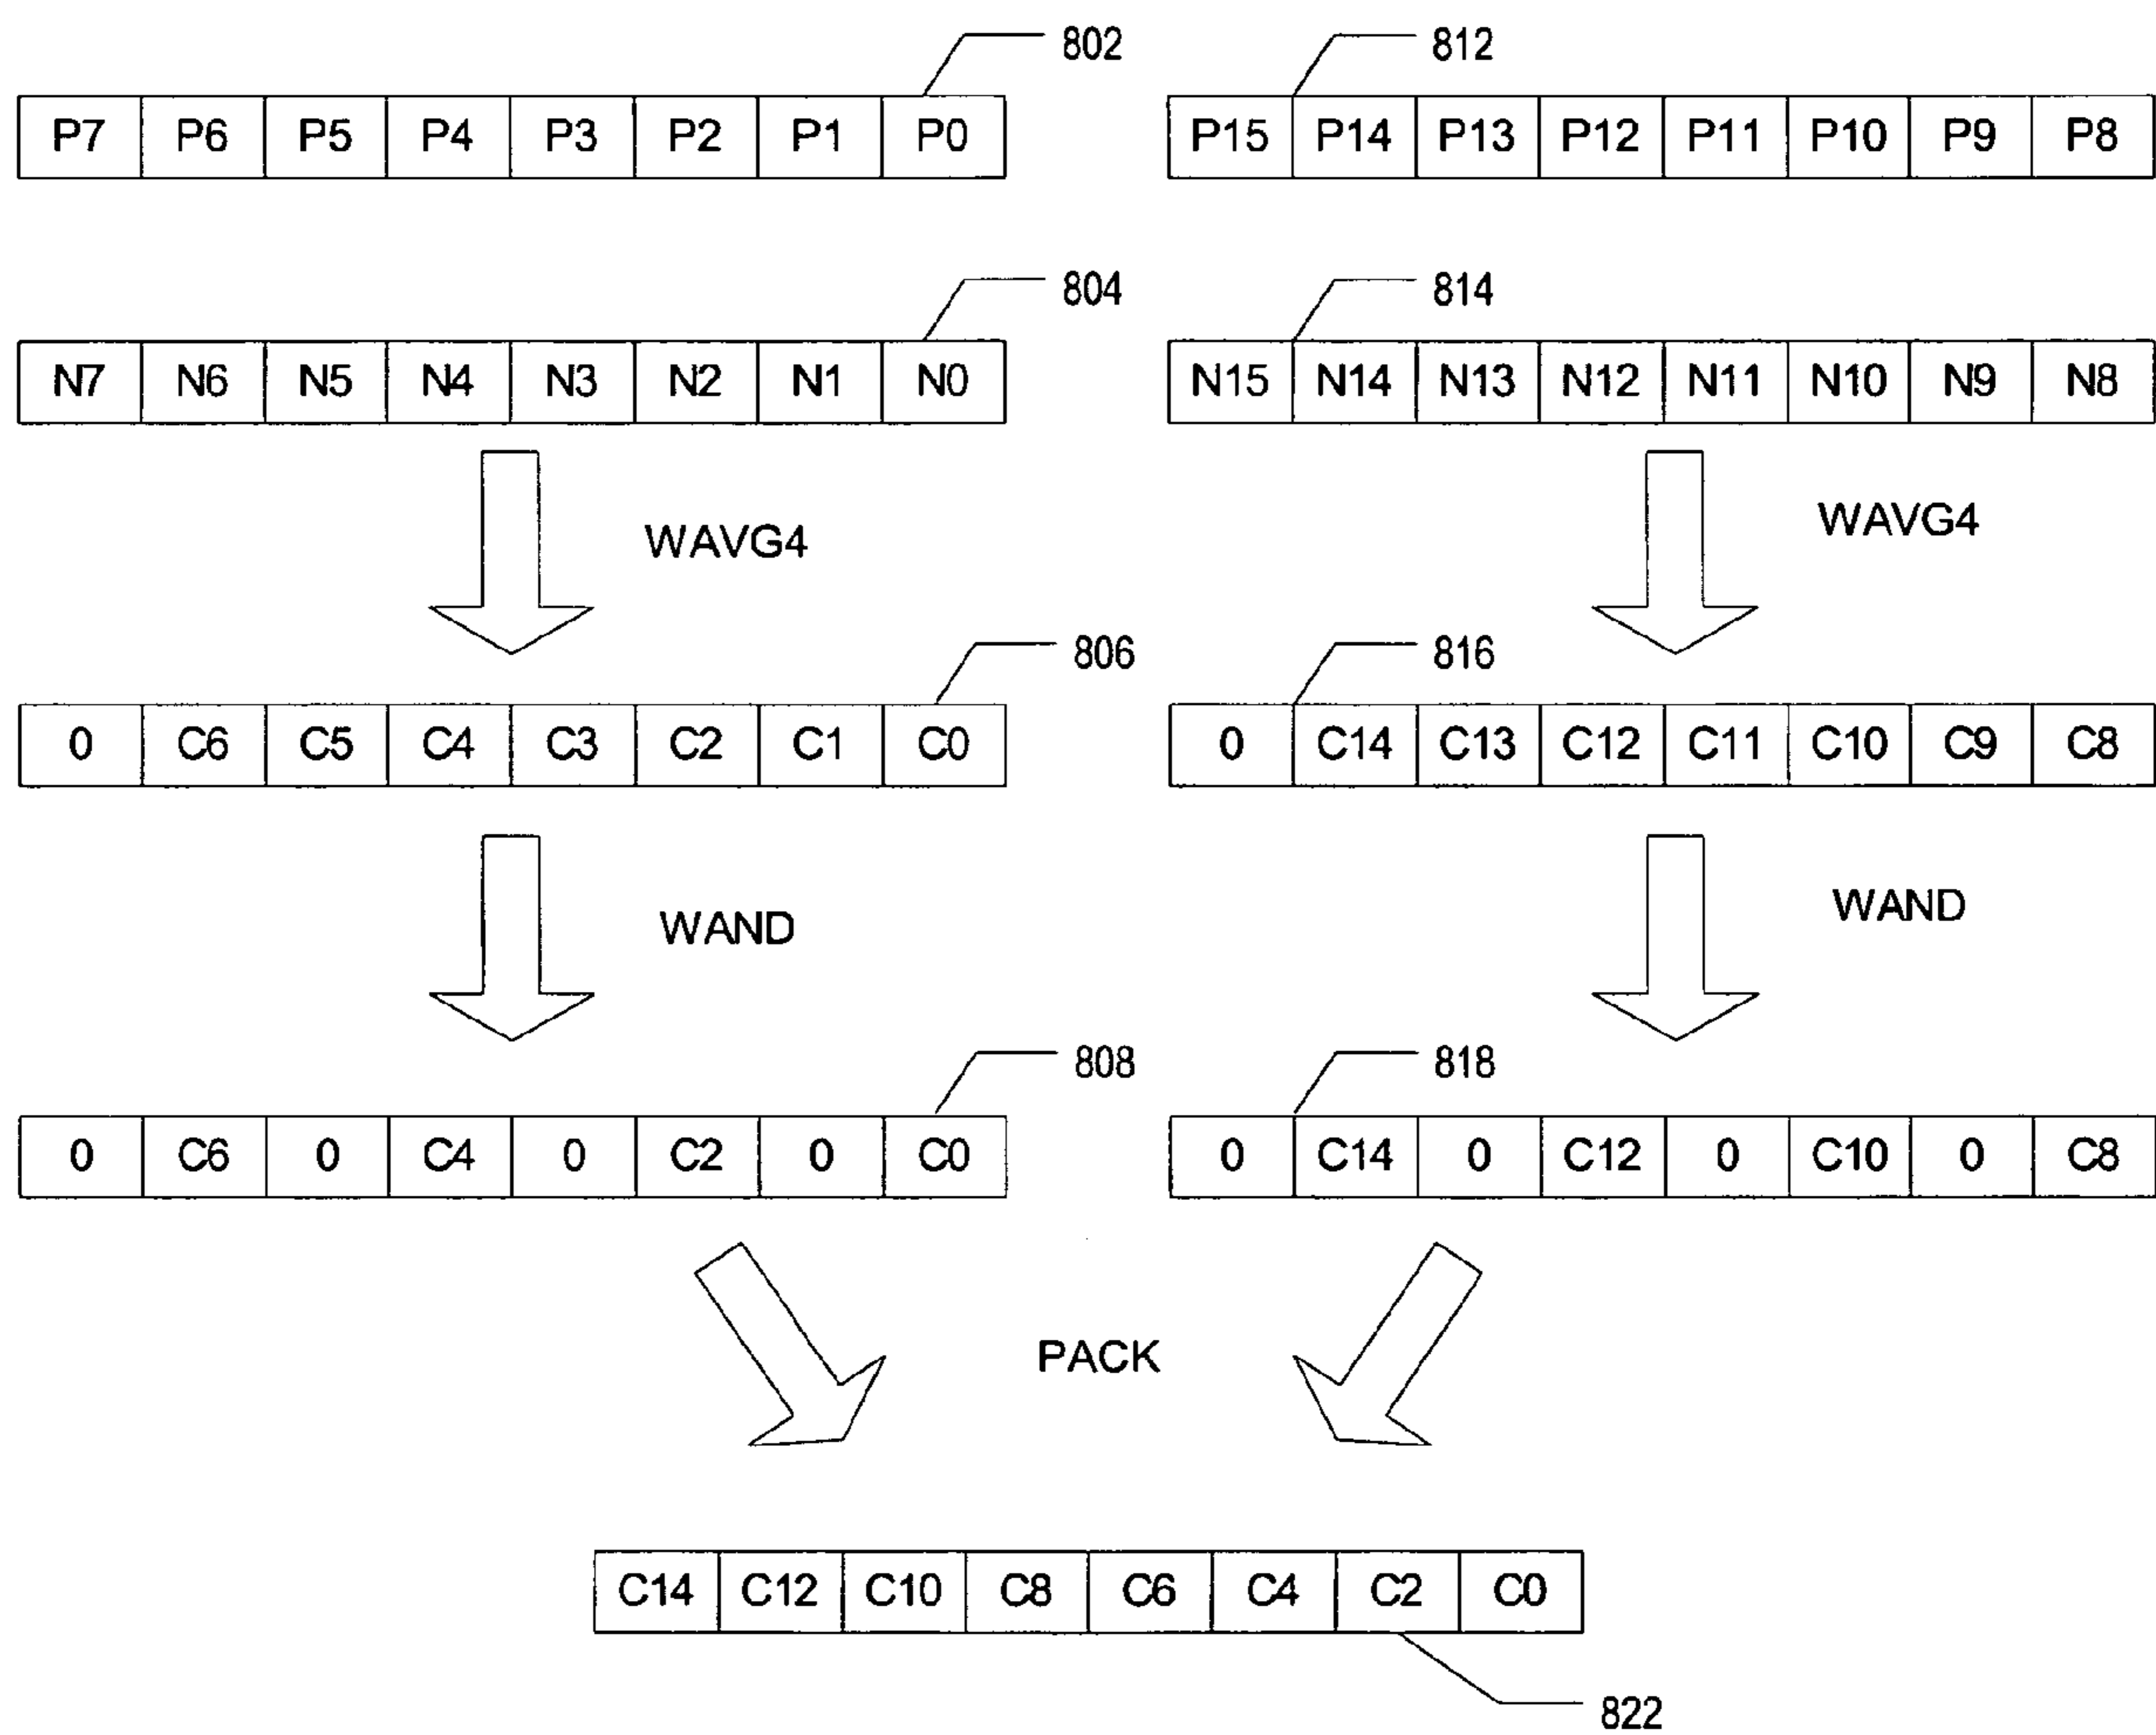 802 812
P7 P6 P5 P4 P3 P2 P1 P0 P15 P14 P13 P12 P11 P10 P9 P8
804 814
N7 N6 N5 N4 N3 N2 N1 N0 N15 N14 N13 N12 N11 N10 N9 N8
WAVG4 WAVG4
806 816
0 C6 C5 C4 C3 C2 C1 C0 0 C14 C13 C12 C11 C10 C9 C8
WAND WAND
808 818
0 C6 0 C4 0 C2 0 C0 0 C14 0 C12 0 C10 0 C8
PACK
C14 C12 C10 C8 C6 C4 C2 C0
822